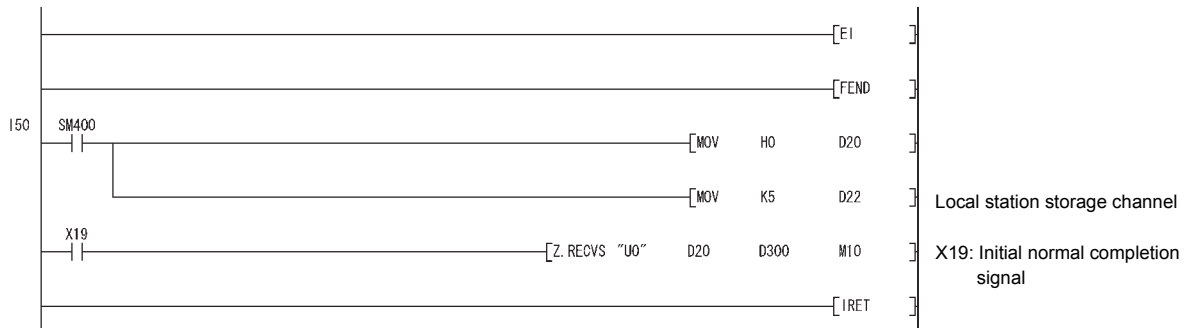 [EI ]
[FEND ]
I50 SM400 [MOV H0 D20 ]
[MOV K5 D22 ] Local station storage channel
X19 [Z.RECVS "U0" D20 D300 M10 ] X19: Initial normal completion
signal
[IRET ]